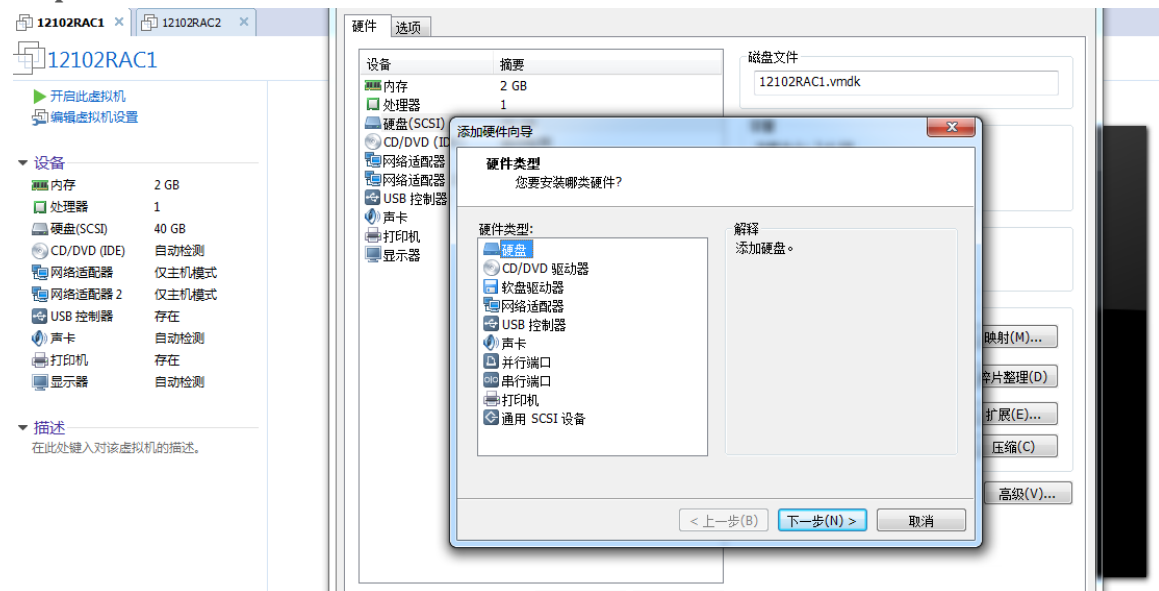 12102RAC1 × 12102RAC2 ×
12102RAC1
开启此虚拟机
编辑虚拟机设置
设备
内存 2 GB
处理器 1
硬盘(SCSI) 40 GB
CD/DVD (IDE) 自动检测
网络适配器 仅主机模式
网络适配器 2 仅主机模式
USB 控制器 存在
声卡 自动检测
打印机 存在
显示器 自动检测
描述
在此处键入对该虚拟机的描述。
硬件 选项
设备 摘要
内存 2 GB
处理器 1
硬盘(SCSI)
CD/DVD (ID
网络适配器
网络适配器
USB 控制器
声卡
打印机
显示器
磁盘文件
12102RAC1.vmdk
添加硬件向导
硬件类型
您要安装哪类硬件?
硬件类型:
硬盘
CD/DVD 驱动器
软盘驱动器
网络适配器
USB 控制器
声卡
并行端口
串行端口
打印机
通用 SCSI 设备
解释
添加硬盘。
< 上一步(B) 下一步(N) > 取消
映射(M)...
碎片整理(D)
扩展(E)...
压缩(C)
高级(V)...